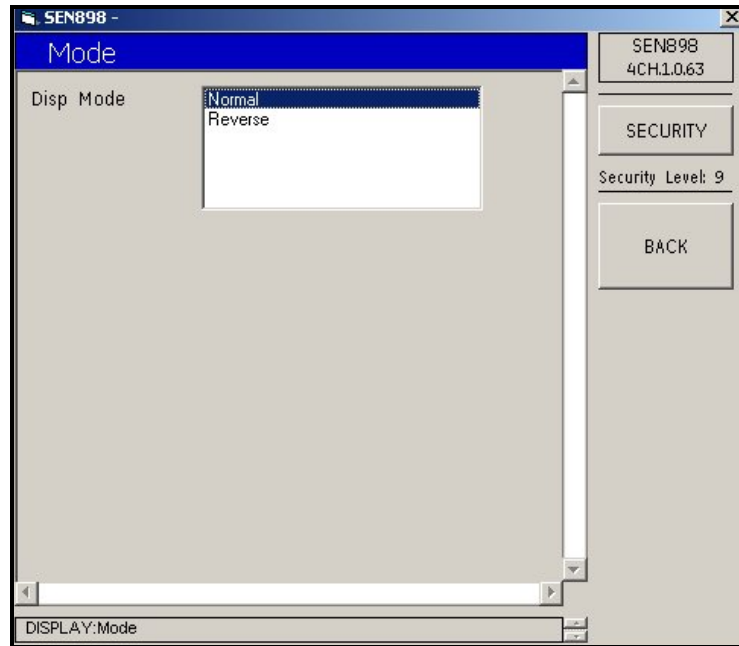 SEN898 -
Mode
SEN898
4CH.1.0.63
Disp Mode
Normal
Reverse
SECURITY
Security Level: 9
BACK
DISPLAY:Mode